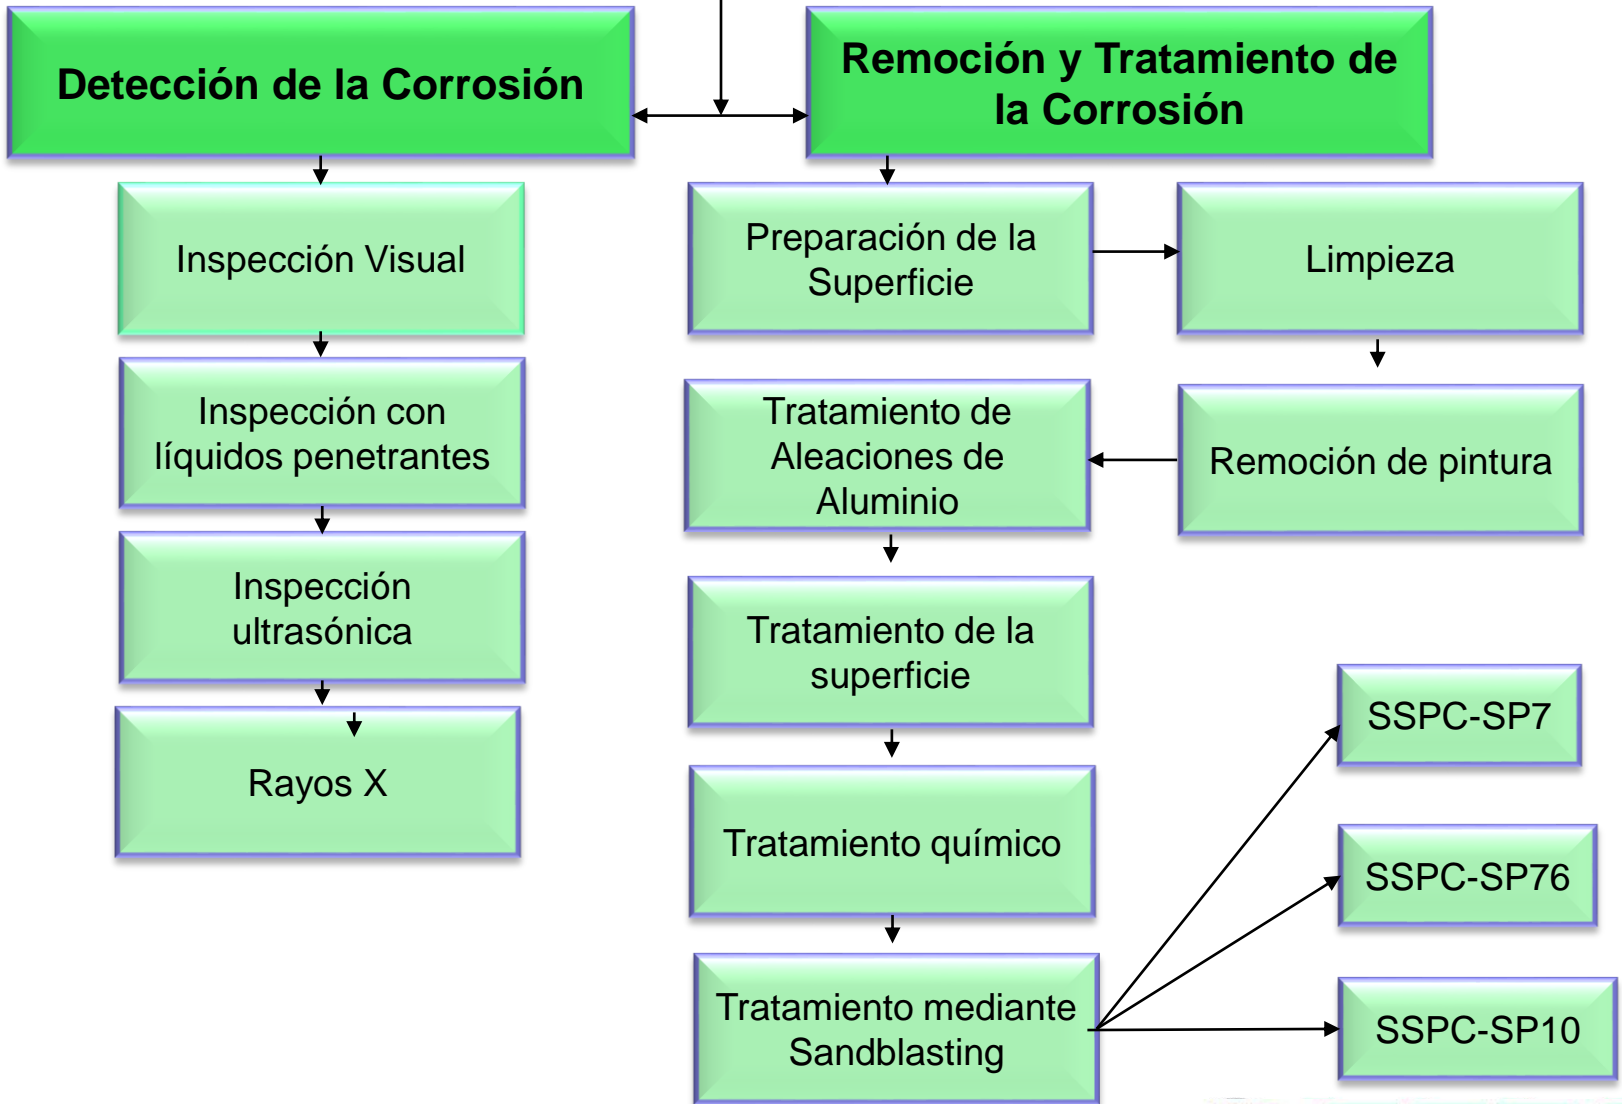 Detección de la Corrosión
Remoción y Tratamiento de
la Corrosión
Inspección Visual
Inspección con
líquidos penetrantes
Inspección
ultrasónica
Rayos X
Preparación de la
Superficie
Limpieza
Remoción de pintura
Tratamiento de
Aleaciones de
Aluminio
Tratamiento de la
superficie
Tratamiento químico
Tratamiento mediante
Sandblasting
SSPC-SP7
SSPC-SP76
SSPC-SP10